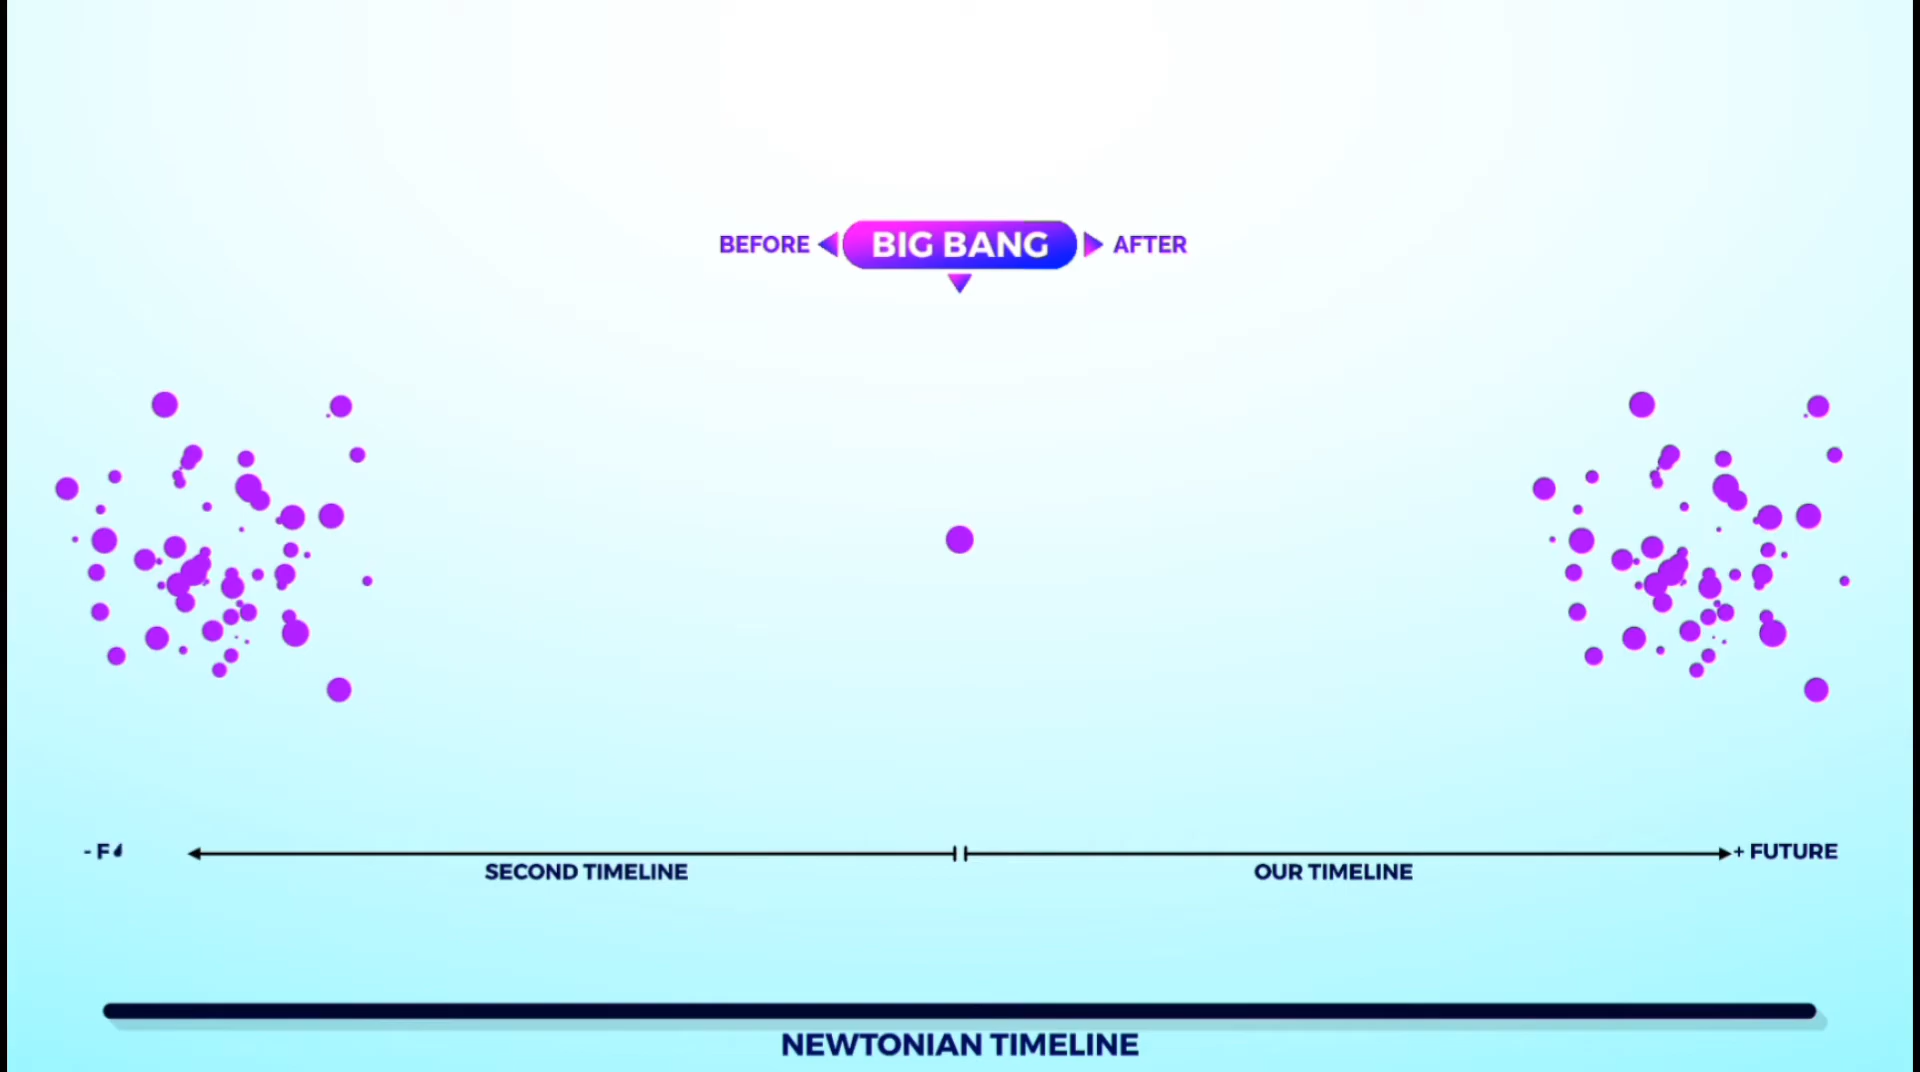 BEFORE BIG BANG AFTER
- F + FUTURE
SECOND TIMELINE OUR TIMELINE
NEWTONIAN TIMELINE